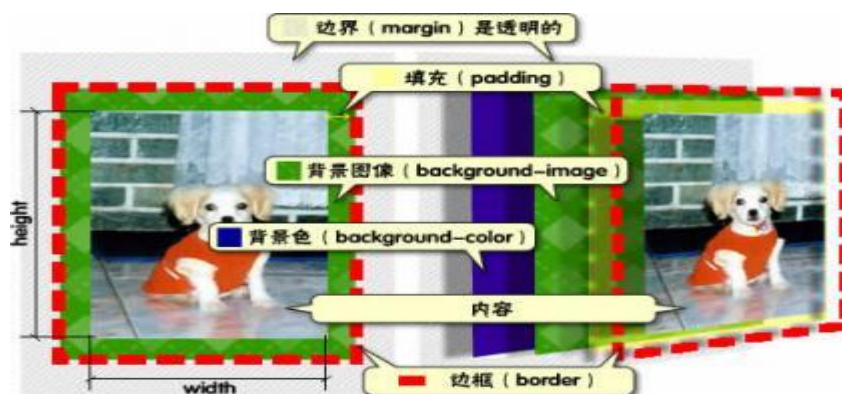 边界（margin）是透明的
填充（padding）
背景图像（background-image）
height
背景色（background-color）
内容
边框（border）
width